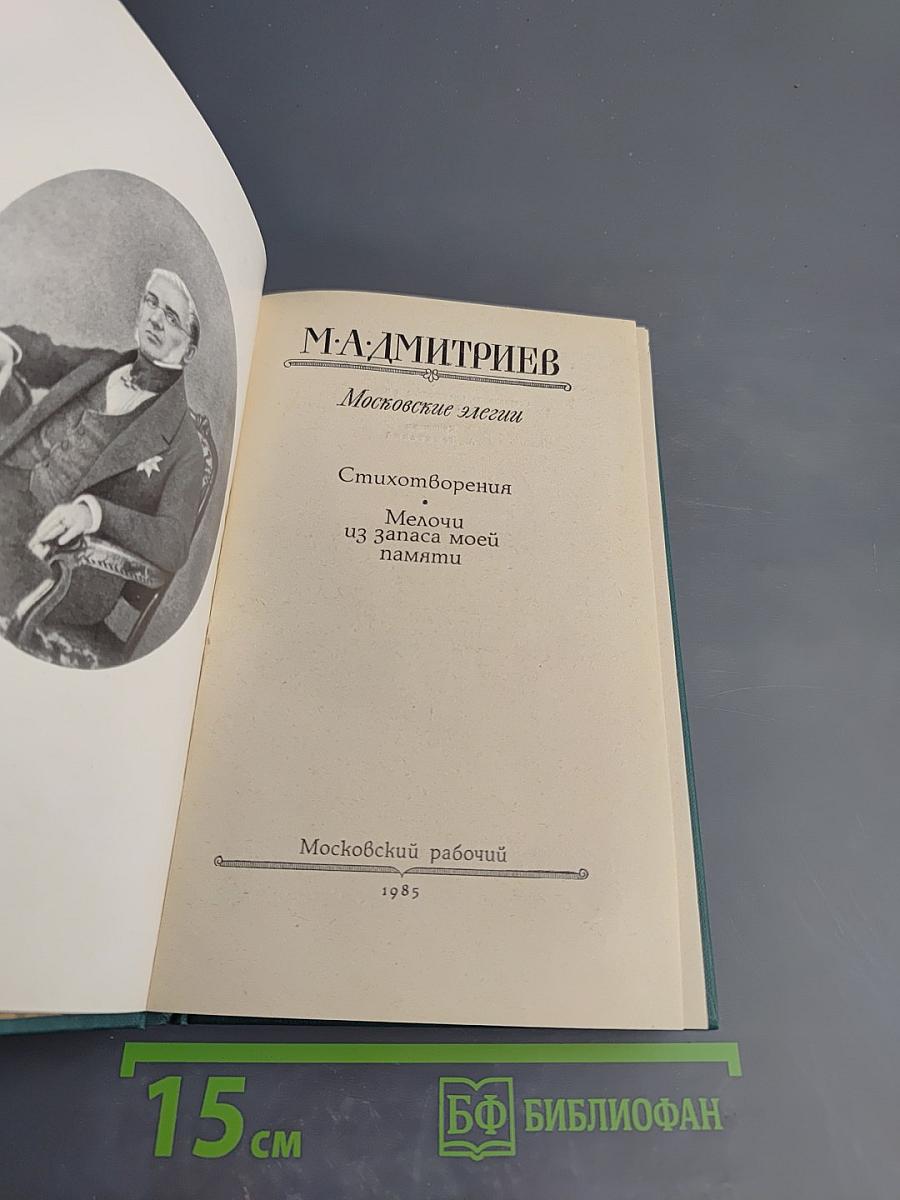 М·А·ДМИТРИЕВ
Московские элегии
Стихотворения
•
Мелочи
из запаса моей
памяти
Московский рабочий
1985
15 см
БФ БИБЛИОФАН